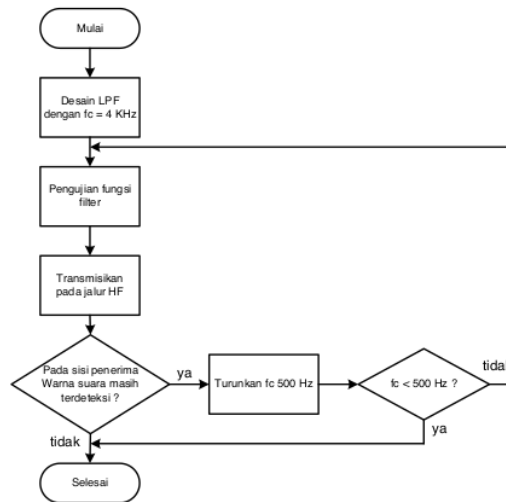 Mulai
Desain LPF
dengan fc = 4 KHz
Pengujian fungsi
filter
Transmisikan
pada jalur HF
Pada sisi penerima
Warna suara masih
terdeteksi ?
ya
Turunkan fc 500 Hz
fc < 500 Hz ?
tidak
ya
tidak
Selesai